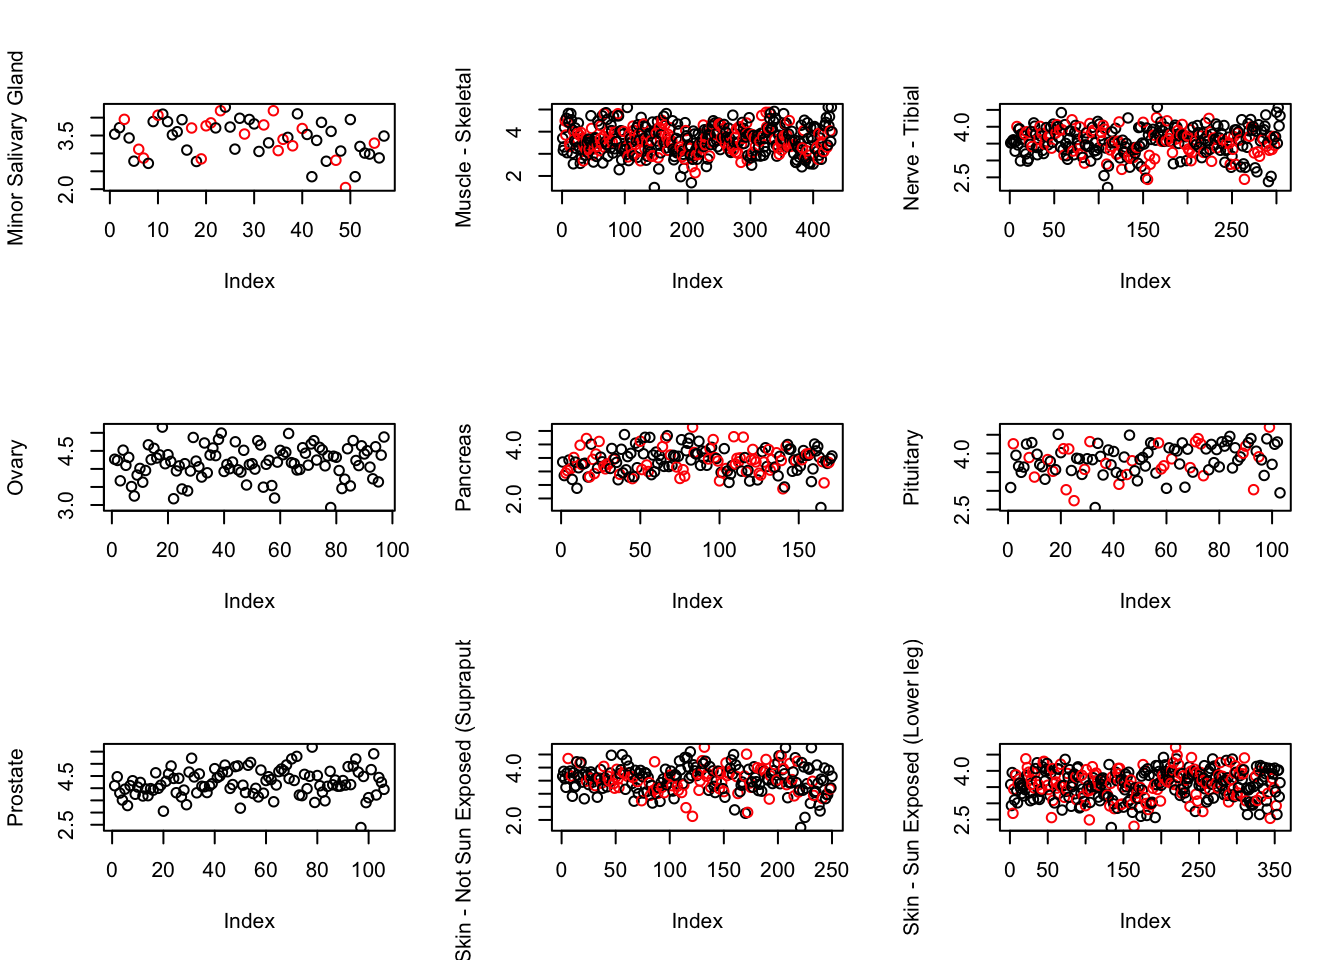 Minor Salivary Gland
2.0 3.5
0 10 20 30 40 50
Index
Muscle - Skeletal
2 4
0 100 200 300 400
Index
Nerve - Tibial
2.5 4.0
0 50 150 250
Index
Ovary
3.0 4.5
0 20 40 60 80 100
Index
Pancreas
2.0 4.0
0 50 100 150
Index
Pituitary
2.5 4.0
0 20 40 60 80 100
Index
Prostate
2.5 4.5
0 20 40 60 80 100
Index
Skin - Not Sun Exposed (Suprapub
2.0 4.0
0 50 100 150 200 250
Index
Skin - Sun Exposed (Lower leg)
2.5 4.0
0 50 150 250 350
Index